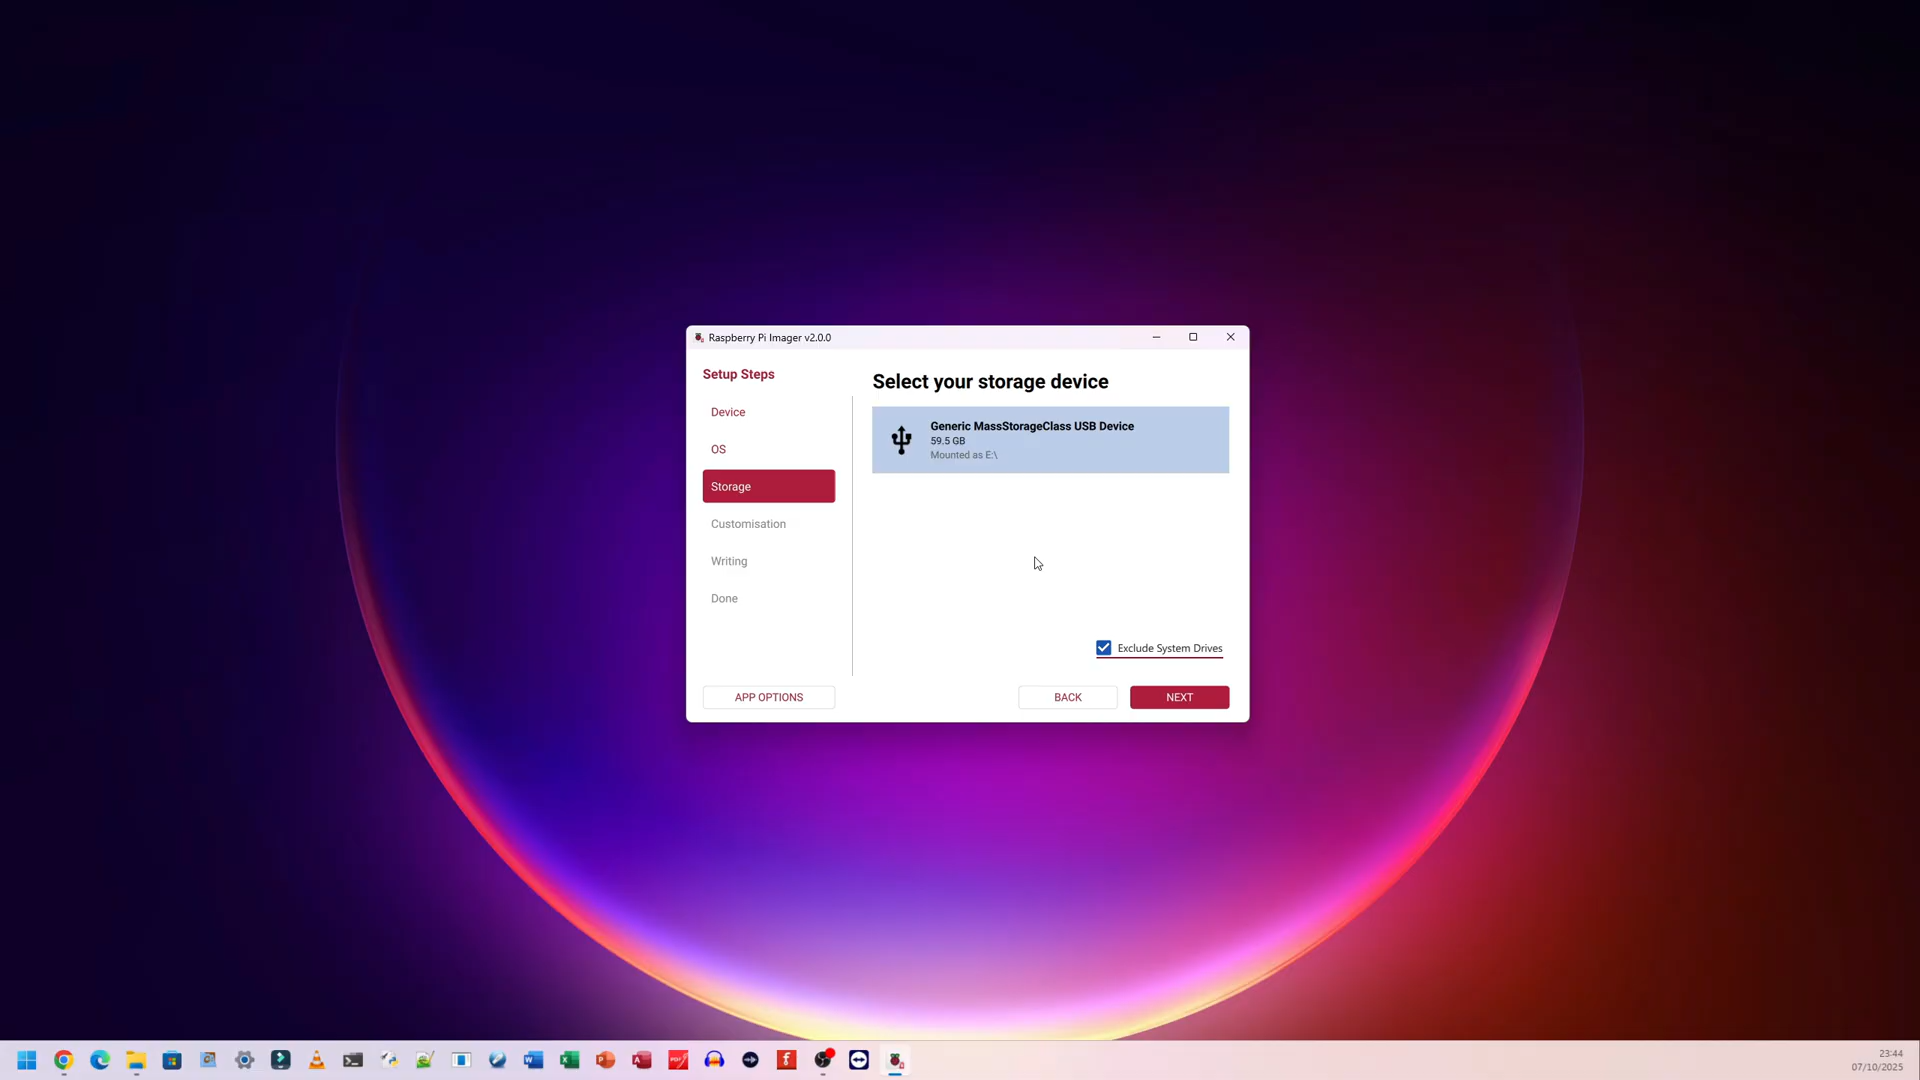 Raspberry Pi Imager v2.0.0
Setup Steps
Device
OS
Storage
Customisation
Writing
Done
APP OPTIONS
Select your storage device
Generic MassStorageClass USB Device
59.5 GB
Mounted as E:\
Exclude System Drives
BACK
NEXT
23:44
07/10/2025